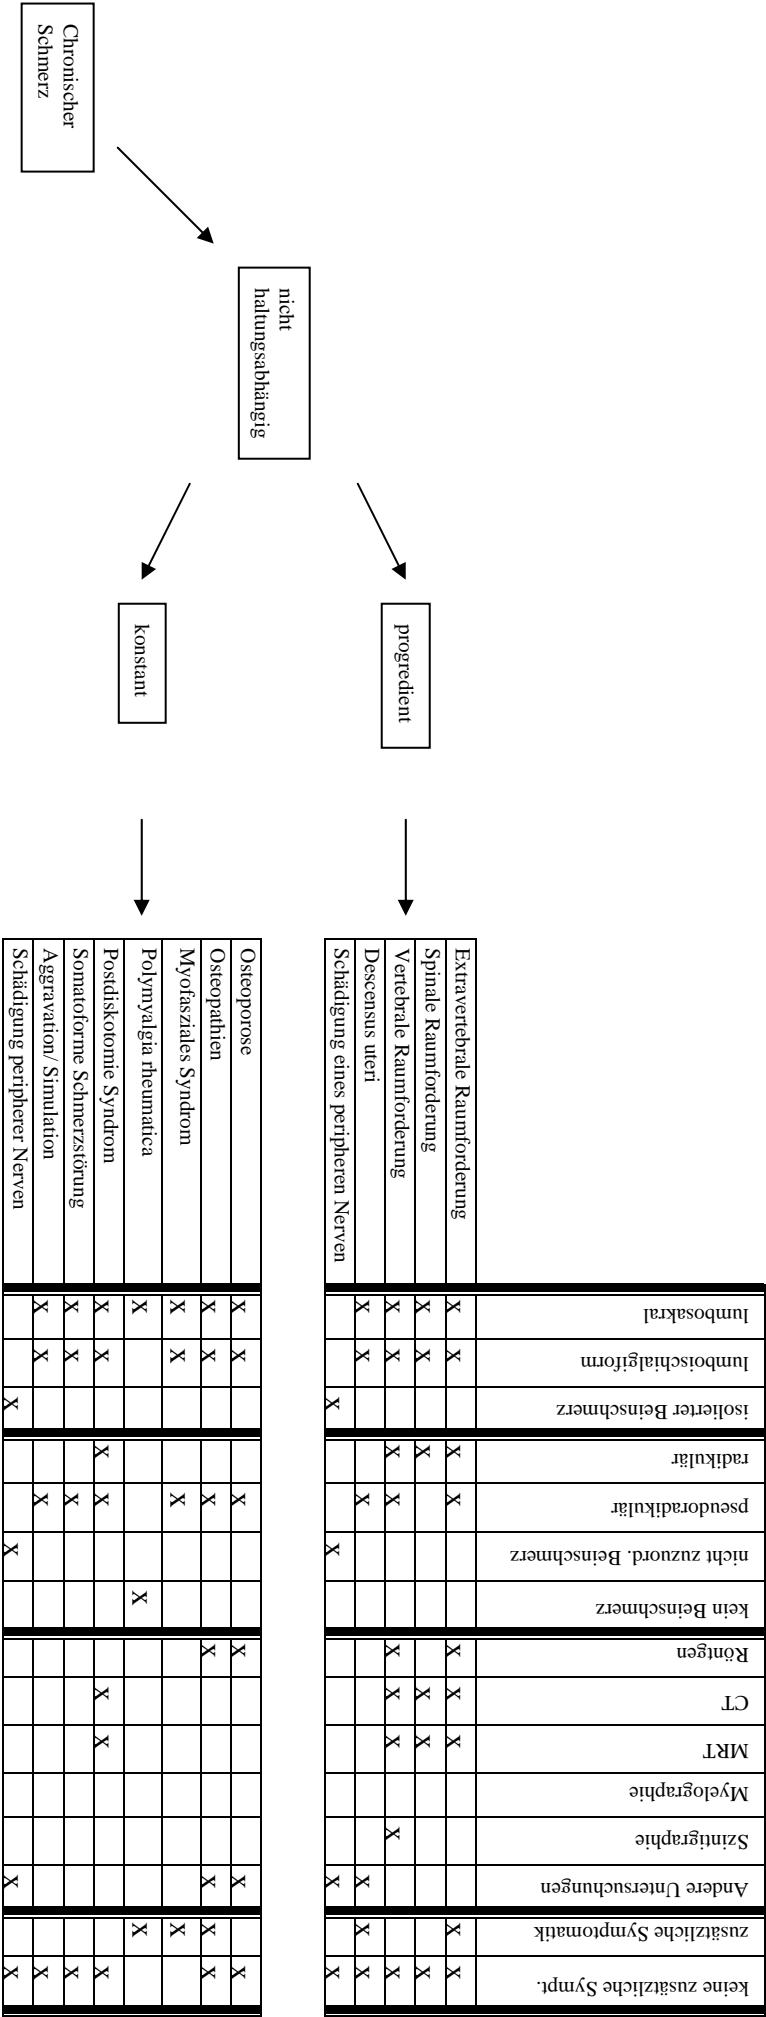 Chronischer
Schmerz
nicht
haltungsabhängig
progredient
konstant
lumbosakral
lumboischialgiform
isolierter Beinschmerz
radikulär
pseudoradikulär
nicht zuzuord. Beinschmerz
kein Beinschmerz
Röntgen
CT
MRT
Myelographie
Szintigraphie
Andere Untersuchungen
zusätzliche Symptomatik
keine zusätzliche Sympt.
Extravertebrale Raumforderung X X X X X X X X X
Spinale Raumforderung X X X X X X
Vertebrale Raumforderung X X X X X X X X X
Descensus uteri X X X X X X
Schädigung eines peripheren Nerven X X X X
Osteoporose X X X X X X
Osteopathien X X X X X X X
Myofasziales Syndrom X X X X
Polymyalgia rheumatica X X X
Postdiskotomie Syndrom X X X X X X X
Somatoforme Schmerzstörung X X X X
Aggravation/ Simulation X X X X
Schädigung peripherer Nerven X X X X